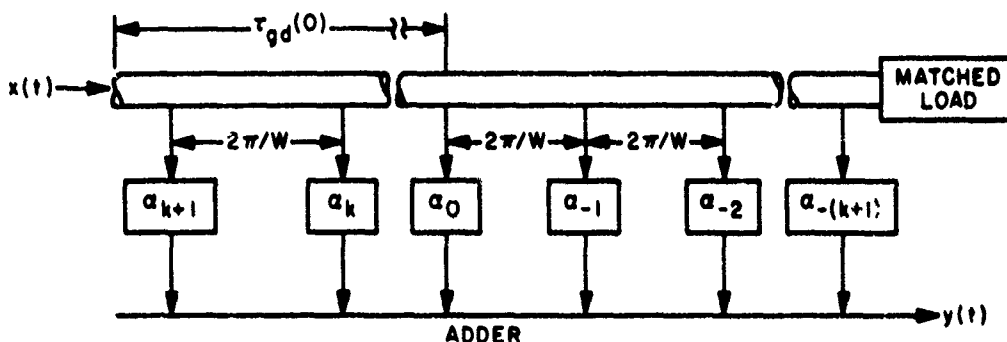 τgd(0)
x(t)
MATCHED
LOAD
2π/W
2π/W
2π/W
αk+1
αk
α0
α-1
α-2
α-(k+1)
y(t)
ADDER